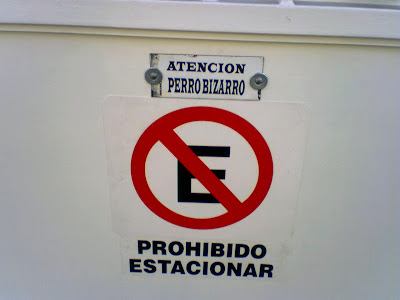 ATENCION
PERRO BIZARRO
E
PROHIBIDO
ESTACIONAR